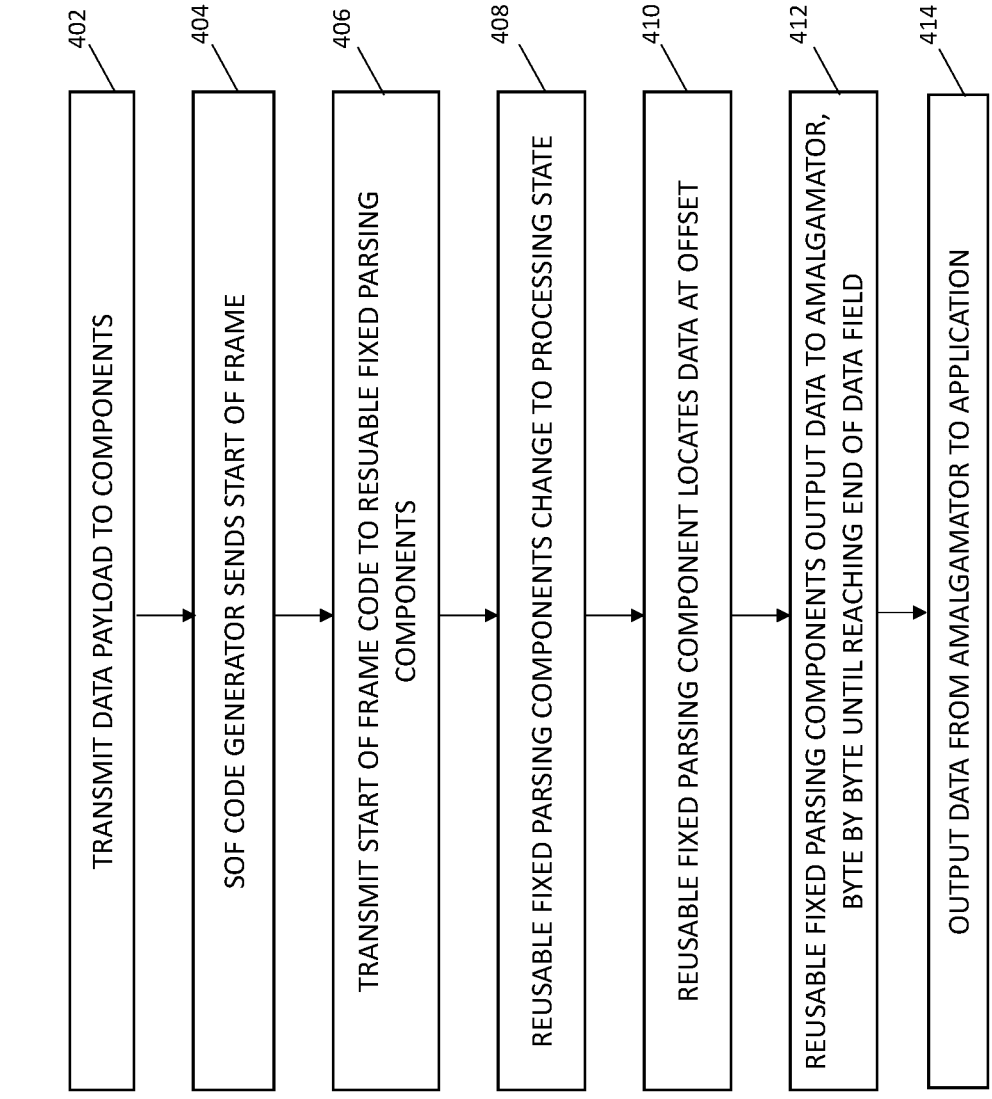 402
TRANSMIT DATA PAYLOAD TO COMPONENTS
404
SOF CODE GENERATOR SENDS START OF FRAME
406
TRANSMIT START OF FRAME CODE TO RESUABLE FIXED PARSING
COMPONENTS
408
REUSABLE FIXED PARSING COMPONENTS CHANGE TO PROCESSING STATE
410
REUSABLE FIXED PARSING COMPONENT LOCATES DATA AT OFFSET
412
REUSABLE FIXED PARSING COMPONENTS OUTPUT DATA TO AMALGAMATOR,
BYTE BY BYTE UNTIL REACHING END OF DATA FIELD
414
OUTPUT DATA FROM AMALGAMATOR TO APPLICATION